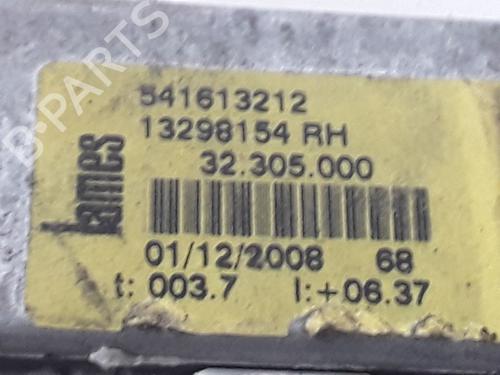 B-PARTS
541613212
13298154 RH
32.305.000
lames
01/12/2008 68
t: 003.7 I:+06.37